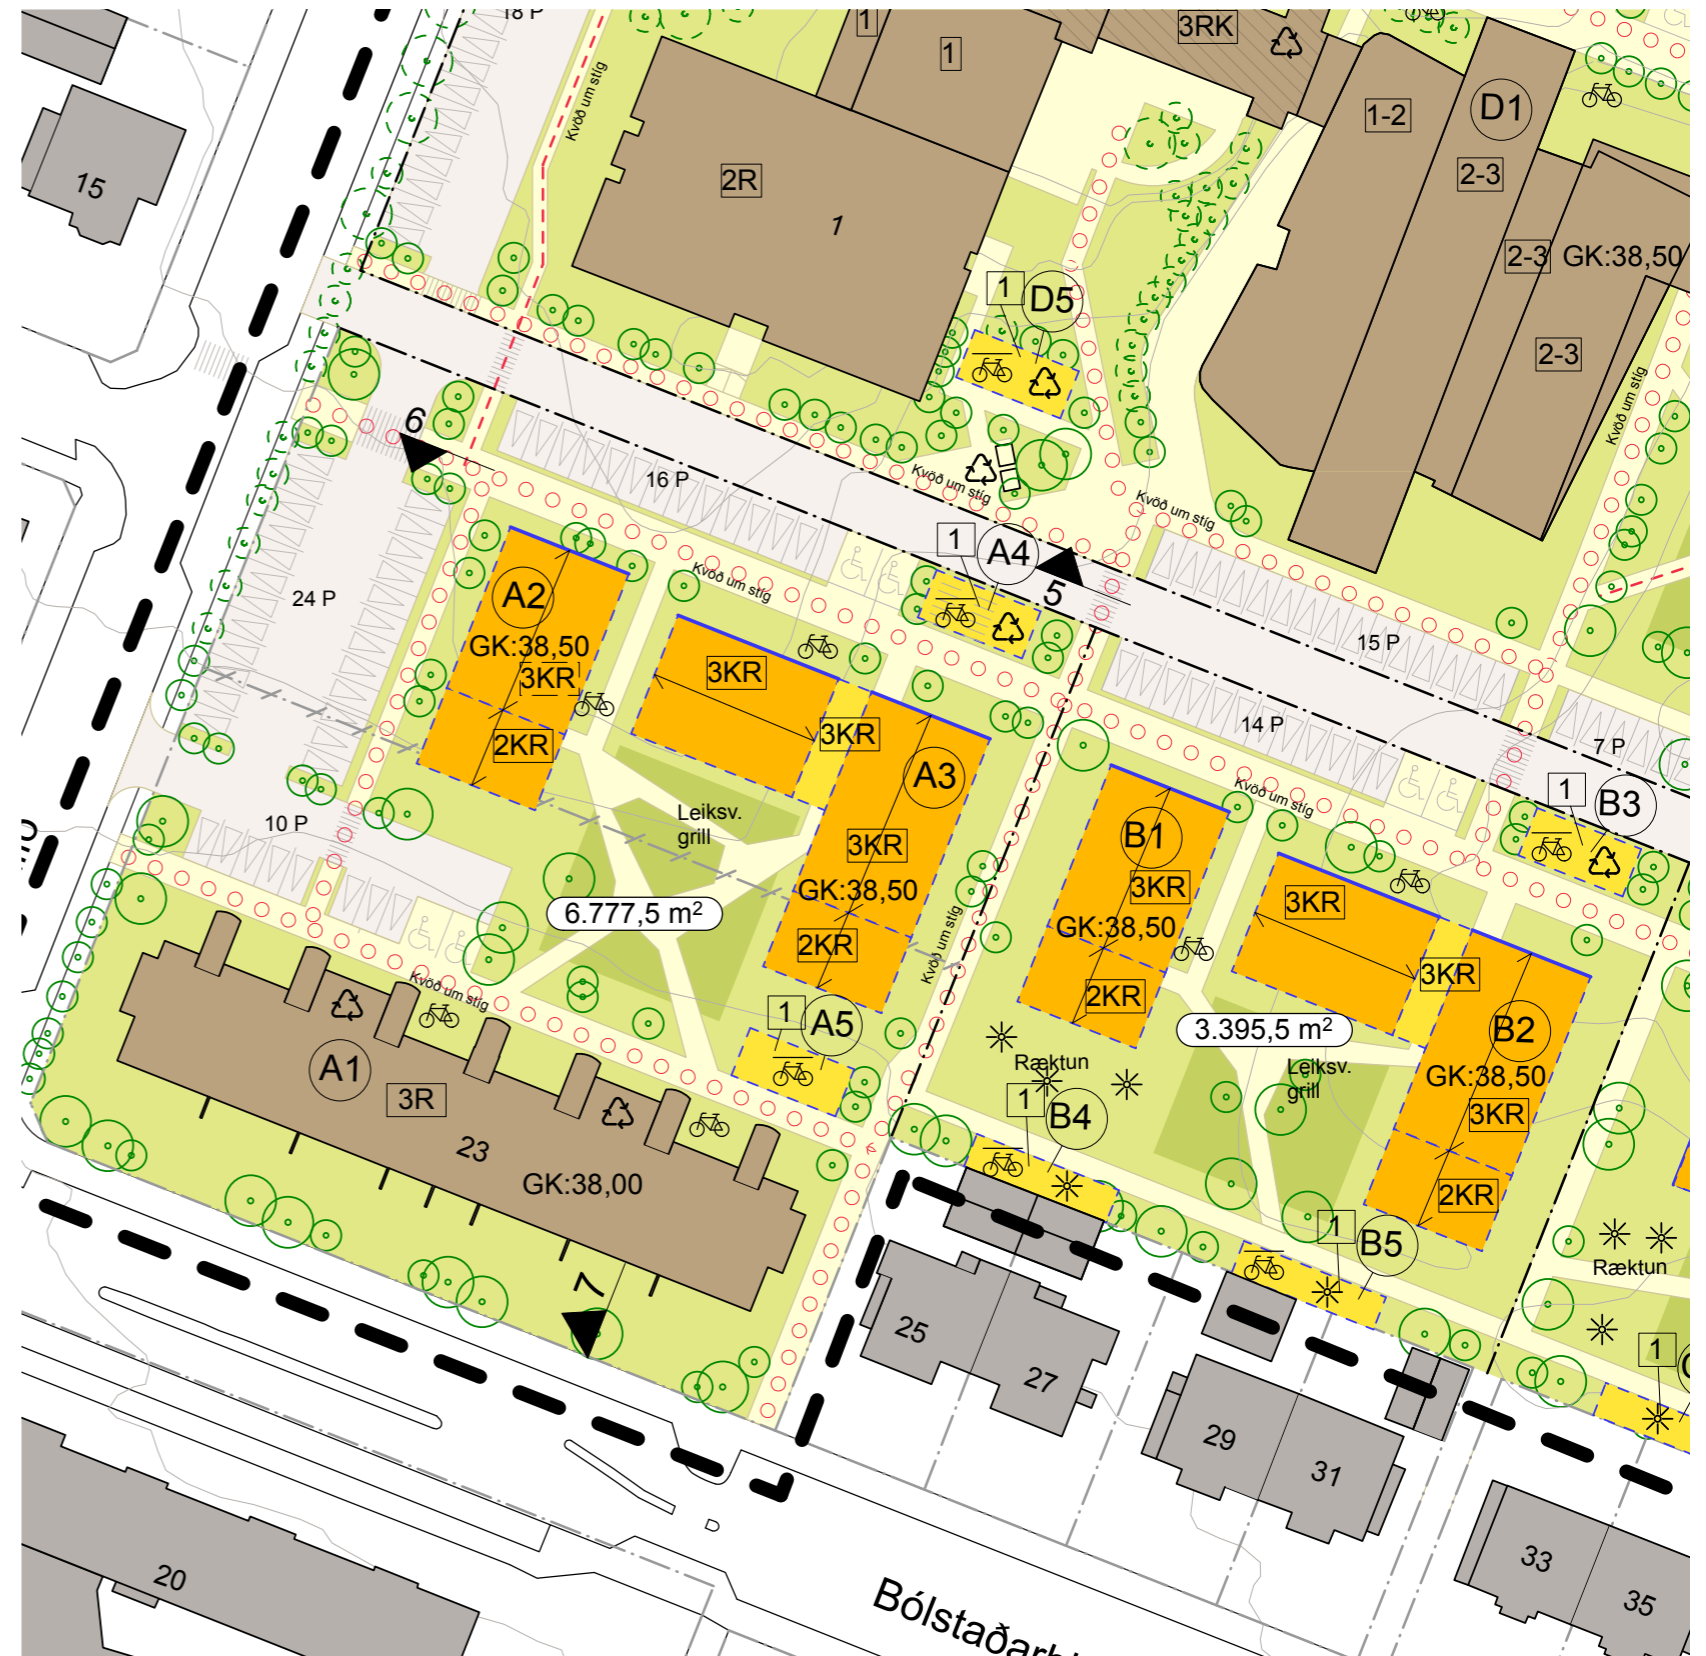 18 P
Kvöð um stíg
1
1
3RK
1-2
D1
2-3
2-3
GK:38,50
2-3
15
2R
1
1
D5
6
16 P
Kvöð um stíg
Kvöð um stíg
Kvöð um stíg
1
A4
5
24 P
A2
GK:38,50
3KR
2KR
Kvöð um stíg
3KR
3KR
15 P
14 P
7 P
A3
Leiksv.
grill
10 P
3KR
GK:38,50
2KR
6.777,5 m²
Kvöð um stíg
B1
3KR
GK:38,50
2KR
Kvöð um stíg
3KR
3KR
1
B3
Kvöð um stíg
1
A5
A1
3R
23
GK:38,00
7
3.395,5 m²
Ræktun
1
B4
Leiksv.
grill
B2
GK:38,50
3KR
2KR
1
B5
Ræktun
1
25
27
29
31
33
35
20